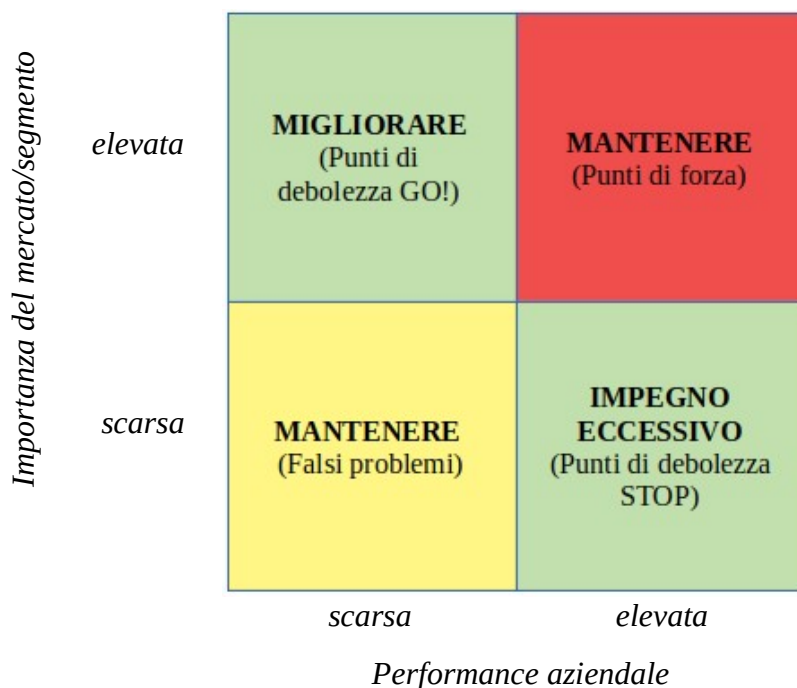 Importanza del mercato/segmento
elevata
MIGLIORARE
(Punti di
debolezza GO!)
MANTENERE
(Punti di forza)
scarsa
MANTENERE
(Falsi problemi)
IMPEGNO
ECCESSIVO
(Punti di debolezza
STOP)
scarsa
elevata
Performance aziendale